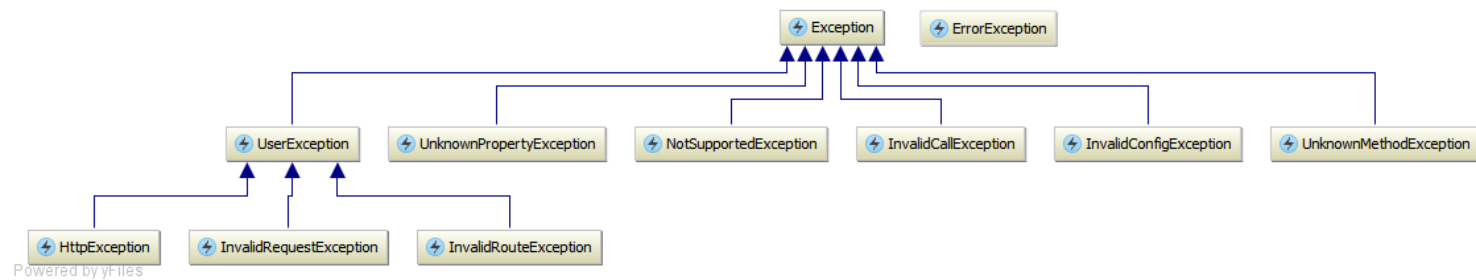 Exception
ErrorException
UserException
UnknownPropertyException
NotSupportedException
InvalidCallException
InvalidConfigException
UnknownMethodException
HttpException
InvalidRequestException
InvalidRouteException
Powered by yFiles